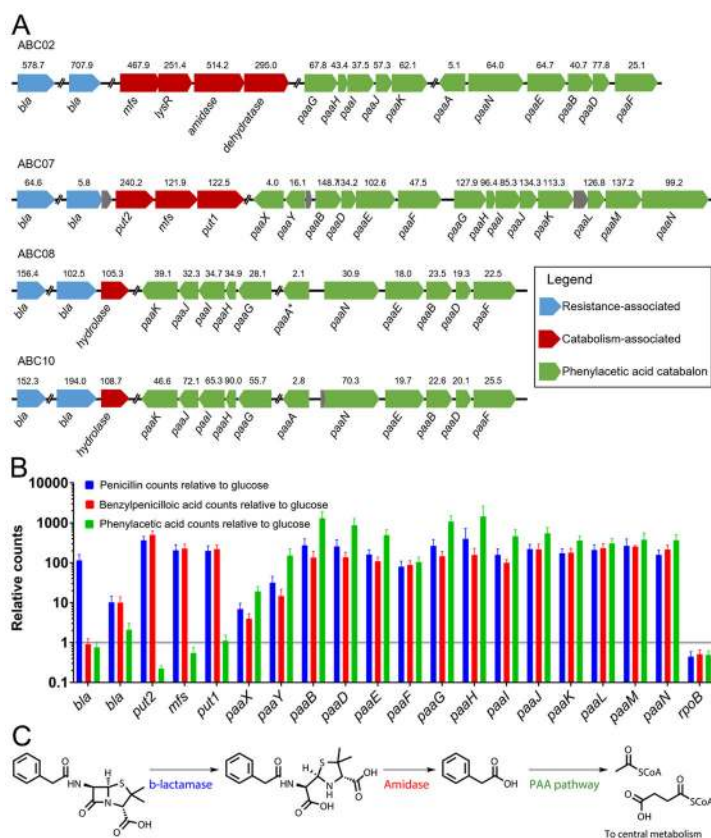 A
ABC02
578.7 707.9 467.9 251.4 514.2 295.0 67.8 43.4 37.5 57.3 62.1 5.1 64.0 64.7 40.7 77.8 25.1
bla bla mfs lysR amidase dehydratase paaG paaH paaI paaJ paaK paaA paaN paaE paaB paaD paaF
ABC07
64.6 5.8 240.2 121.9 122.5 4.0 16.1 148.7 134.2 102.6 47.5 127.9 96.4 85.3 134.3 113.3 126.8 137.2 99.2
bla bla put2 mfs put1 paaX paaY paaB paaD paaE paaF paaG paaH paaI paaJ paaK paaL paaM paaN
ABC08
156.4 102.5 105.3 39.1 32.3 34.7 34.9 28.1 2.1 30.9 18.0 23.5 19.3 22.5
bla bla hydrolase paaK paaJ paaI paaH paaG paaA* paaN paaE paaB paaD paaF
ABC10
152.3 194.0 108.7 46.6 72.1 65.3 90.0 55.7 2.8 70.3 19.7 22.6 20.1 25.5
bla bla hydrolase paaK paaJ paaI paaH paaG paaA paaN paaE paaB paaD paaF
Legend
Resistance-associated
Catabolism-associated
Phenylacetic acid catabalon
B
Penicillin counts relative to glucose
Benzylpenicilloic acid counts relative to glucose
Phenylacetic acid counts relative to glucose
Relative counts
10000
1000
100
10
1
0.1
bla bla put2 mfs put1 paaX paaY paaB paaD paaE paaF paaG paaH paaI paaJ paaK paaL paaM paaN rpoB
C
b-lactamase
Amidase
PAA pathway
NH H S N O O OH
O NH H S HN O OH O OH
O OH
O SCoA
O OH O SCoA
To central metabolism